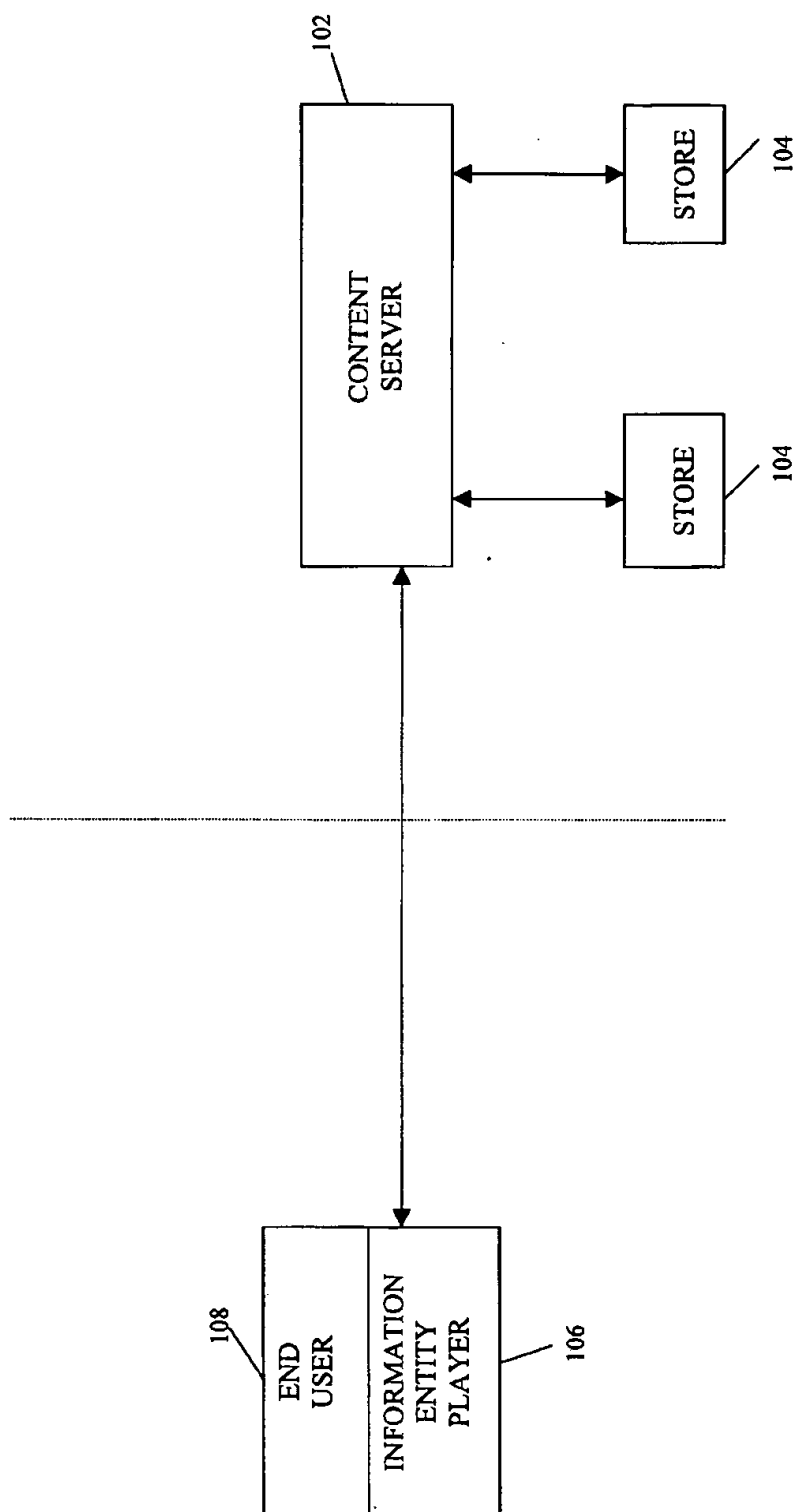 108
END
USER
INFORMATION
ENTITY
PLAYER
106
102
CONTENT
SERVER
STORE
104
STORE
104